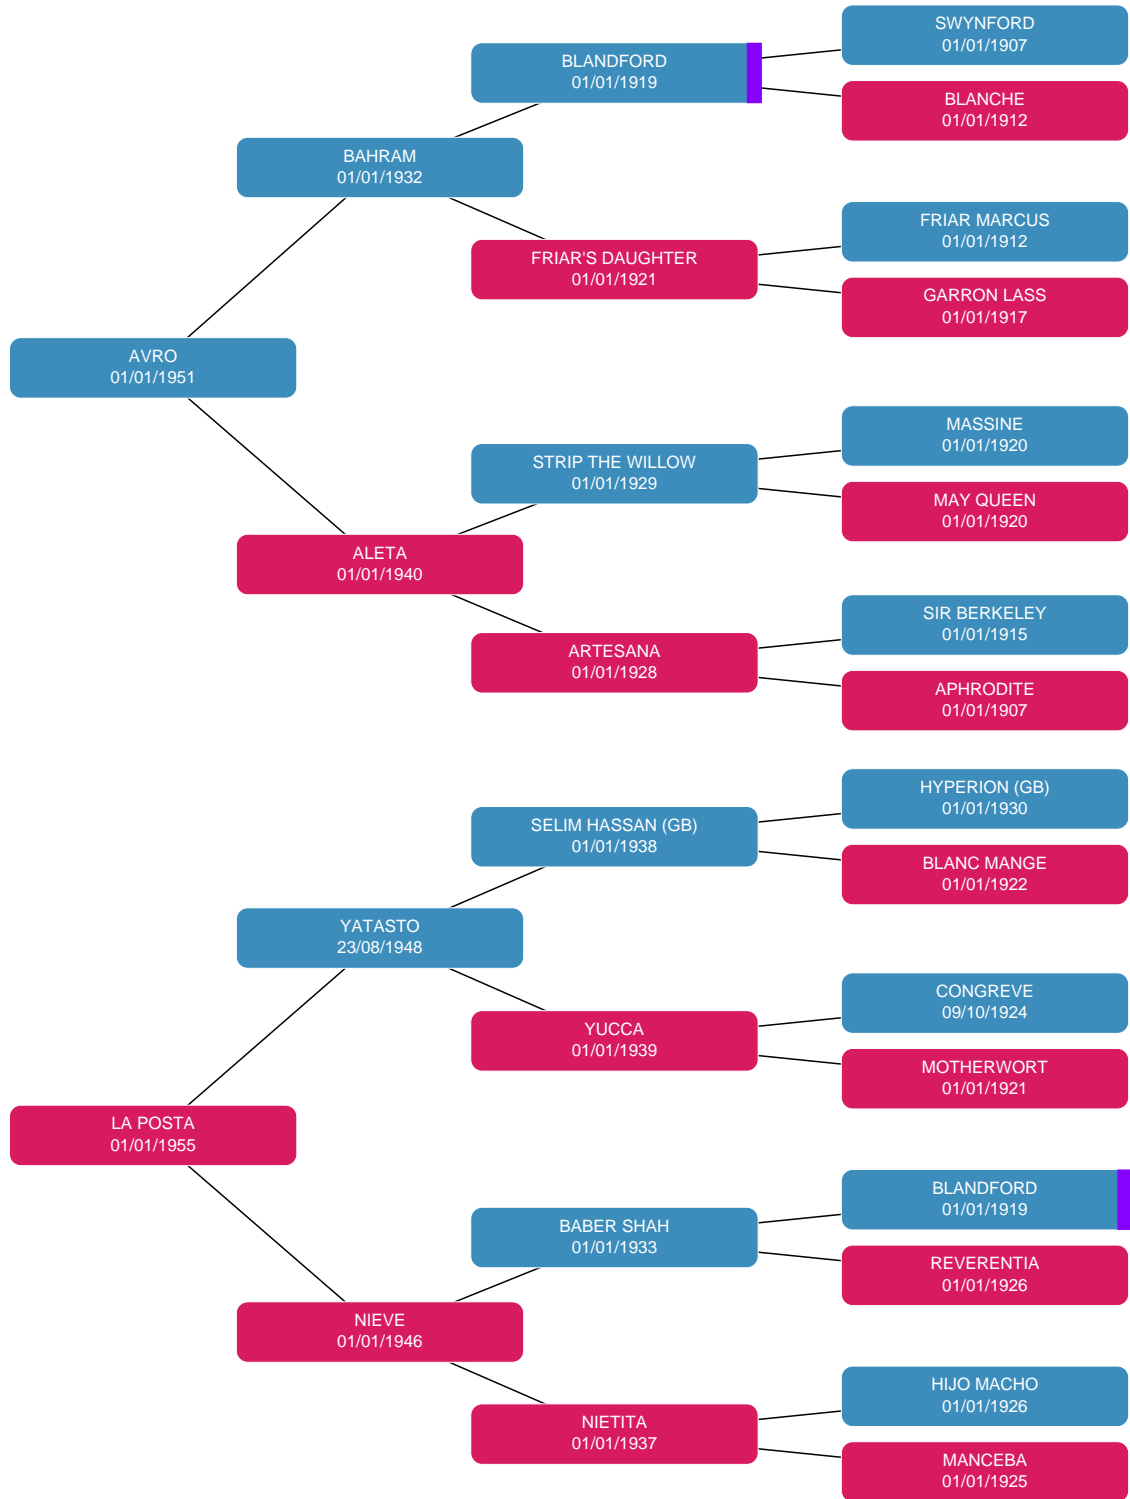 SWYNFORD
01/01/1907
BLANDFORD
01/01/1919
BLANCHE
01/01/1912
BAHRAM
01/01/1932
FRIAR MARCUS
01/01/1912
FRIAR'S DAUGHTER
01/01/1921
GARRON LASS
01/01/1917
AVRO
01/01/1951
MASSINE
01/01/1920
STRIP THE WILLOW
01/01/1929
MAY QUEEN
01/01/1920
ALETA
01/01/1940
SIR BERKELEY
01/01/1915
ARTESANA
01/01/1928
APHRODITE
01/01/1907
HYPERION (GB)
01/01/1930
SELIM HASSAN (GB)
01/01/1938
BLANC MANGE
01/01/1922
YATASTO
23/08/1948
CONGREVE
09/10/1924
YUCCA
01/01/1939
MOTHERWORT
01/01/1921
LA POSTA
01/01/1955
BLANDFORD
01/01/1919
BABER SHAH
01/01/1933
REVERENTIA
01/01/1926
NIEVE
01/01/1946
HIJO MACHO
01/01/1926
NIETITA
01/01/1937
MANCEBA
01/01/1925